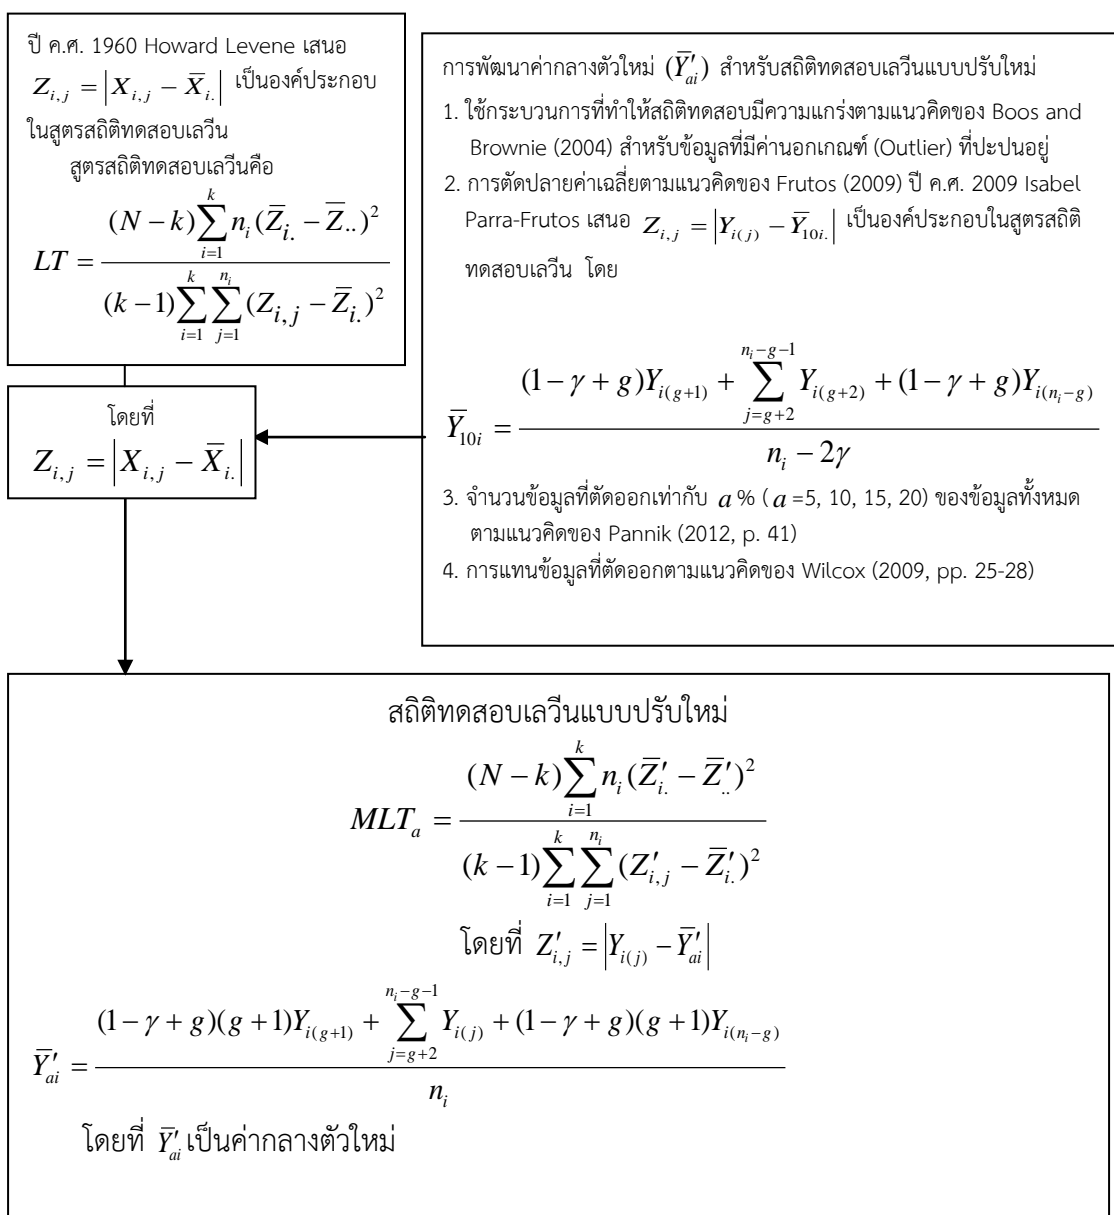 ปี ค.ศ. 1960 Howard Levene เสนอ
Z_{i,j} = |X_{i,j} − X̄_{i.}| เป็นองค์ประกอบ
ในสูตรสถิติทดสอบเลวีน
สูตรสถิติทดสอบเลวีนคือ
LT = \frac{(N − k)\sum_{i=1}^{k} n_i (Z̄_{i.} − Z̄_{..})^2}{(k − 1)\sum_{i=1}^{k}\sum_{j=1}^{n_i} (Z_{i,j} − Z̄_{i.})^2}
โดยที่
Z_{i,j} = |X_{i,j} − X̄_{i.}|
การพัฒนาค่ากลางตัวใหม่ (Ȳ′_{ai}) สำหรับสถิติทดสอบเลวีนแบบปรับใหม่
1. ใช้กระบวนการที่ทำให้สถิติทดสอบมีความแกร่งตามแนวคิดของ Boos and
Brownie (2004) สำหรับข้อมูลที่มีค่านอกเกณฑ์ (Outlier) ที่ปะปนอยู่
2. การตัดปลายค่าเฉลี่ยตามแนวคิดของ Frutos (2009) ปี ค.ศ. 2009 Isabel
Parra-Frutos เสนอ Z_{i,j} = |Y_{i(j)} − Ȳ_{10i.}| เป็นองค์ประกอบในสูตรสถิติ
ทดสอบเลวีน โดย
Ȳ_{10i} = \frac{(1 − γ + g)Y_{i(g+1)} + \sum_{j=g+2}^{n_i−g−1} Y_{i(g+2)} + (1 − γ + g)Y_{i(n_i−g)}}{n_i − 2γ}
3. จำนวนข้อมูลที่ตัดออกเท่ากับ a % ( a =5, 10, 15, 20) ของข้อมูลทั้งหมด
ตามแนวคิดของ Pannik (2012, p. 41)
4. การแทนข้อมูลที่ตัดออกตามแนวคิดของ Wilcox (2009, pp. 25-28)
สถิติทดสอบเลวีนแบบปรับใหม่
MLT_a = \frac{(N − k)\sum_{i=1}^{k} n_i (Z̄′_{i.} − Z̄′_{..})^2}{(k − 1)\sum_{i=1}^{k}\sum_{j=1}^{n_i} (Z′_{i,j} − Z̄′_{i.})^2}
โดยที่ Z′_{i,j} = |Y_{i(j)} − Ȳ′_{ai}|
Ȳ′_{ai} = \frac{(1 − γ + g)(g + 1)Y_{i(g+1)} + \sum_{j=g+2}^{n_i−g−1} Y_{i(j)} + (1 − γ + g)(g + 1)Y_{i(n_i−g)}}{n_i}
โดยที่ Ȳ′_{ai} เป็นค่ากลางตัวใหม่